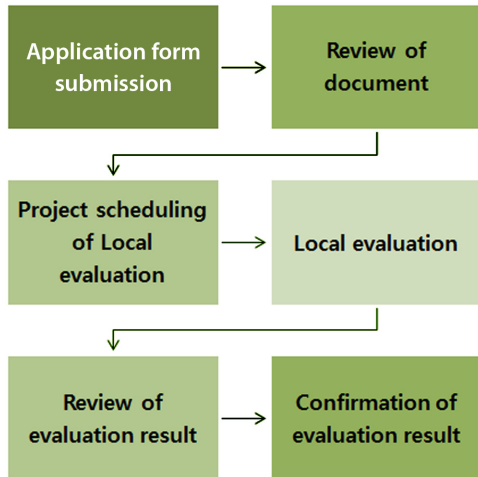 Application form
submission
Review of
document
Project scheduling
of Local
evaluation
Local evaluation
Review of
evaluation result
Confirmation of
evaluation result